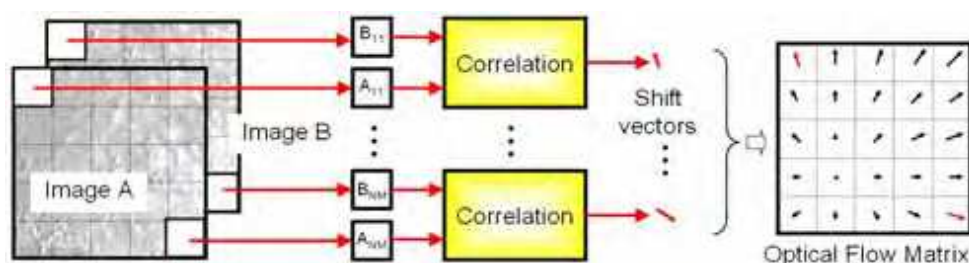 B11
Correlation
A11
Shift
vectors
Image B
Image A
BNM
Correlation
ANM
Optical Flow Matrix